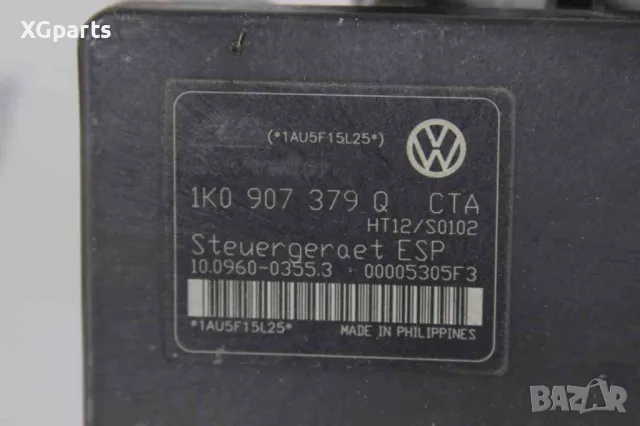 XGparts
(*1AU5F15L25*)
1K0 907 379 Q CTA
HT12/S0102
Steuergeraet ESP
10.0960-0355.3 00005305F3
*1AU5F15L25* MADE IN PHILIPPINES
BAZAR